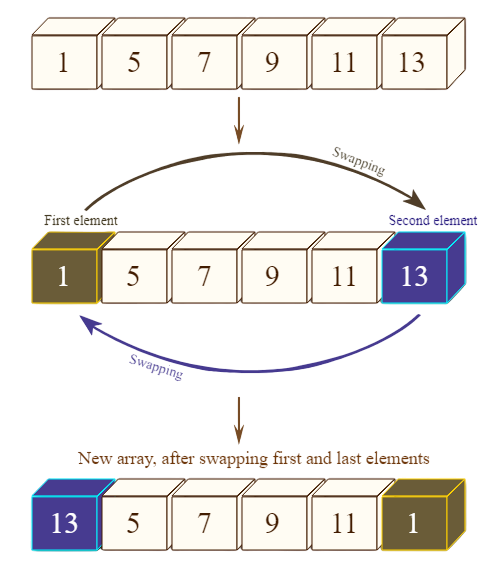 1 5 7 9 11 13
Swapping
First element
Second element
1 5 7 9 11 13
Swapping
New array, after swapping first and last elements
13 5 7 9 11 1